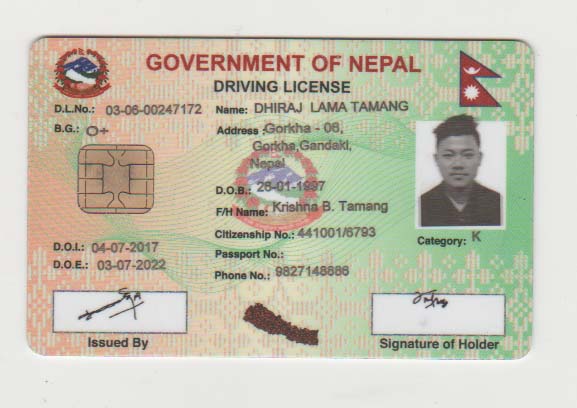 GOVERNMENT OF NEPAL
DRIVING LICENSE
D.L.No.: 03-06-00247172
Name: DHIRAJ LAMA TAMANG
B.G.: O+
Address : Gorkha - 08,
Gorkha,Gandaki,
Nepal
D.O.B.: 26-01-1997
F/H Name: Krishna B. Tamang
Citizenship No.: 441001/6793
D.O.I.: 04-07-2017
Passport No.:
Category: K
D.O.E.: 03-07-2022
Phone No.: 9827148686
Issued By
Signature of Holder